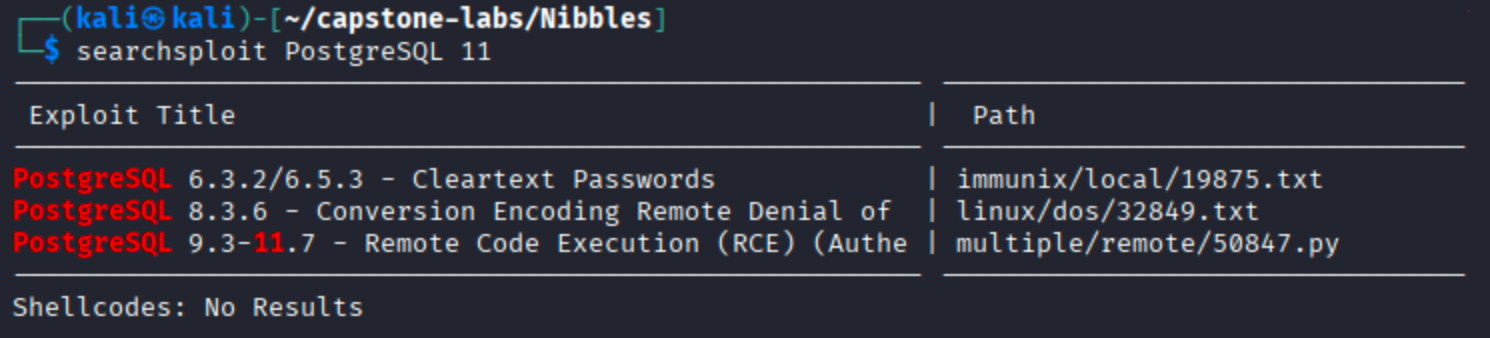 ┌──(kali㉿kali)-[~/capstone-labs/Nibbles]
└─$ searchsploit PostgreSQL 11
Exploit Title | Path
PostgreSQL 6.3.2/6.5.3 - Cleartext Passwords | immunix/local/19875.txt
PostgreSQL 8.3.6 - Conversion Encoding Remote Denial of | linux/dos/32849.txt
PostgreSQL 9.3-11.7 - Remote Code Execution (RCE) (Authe | multiple/remote/50847.py
Shellcodes: No Results